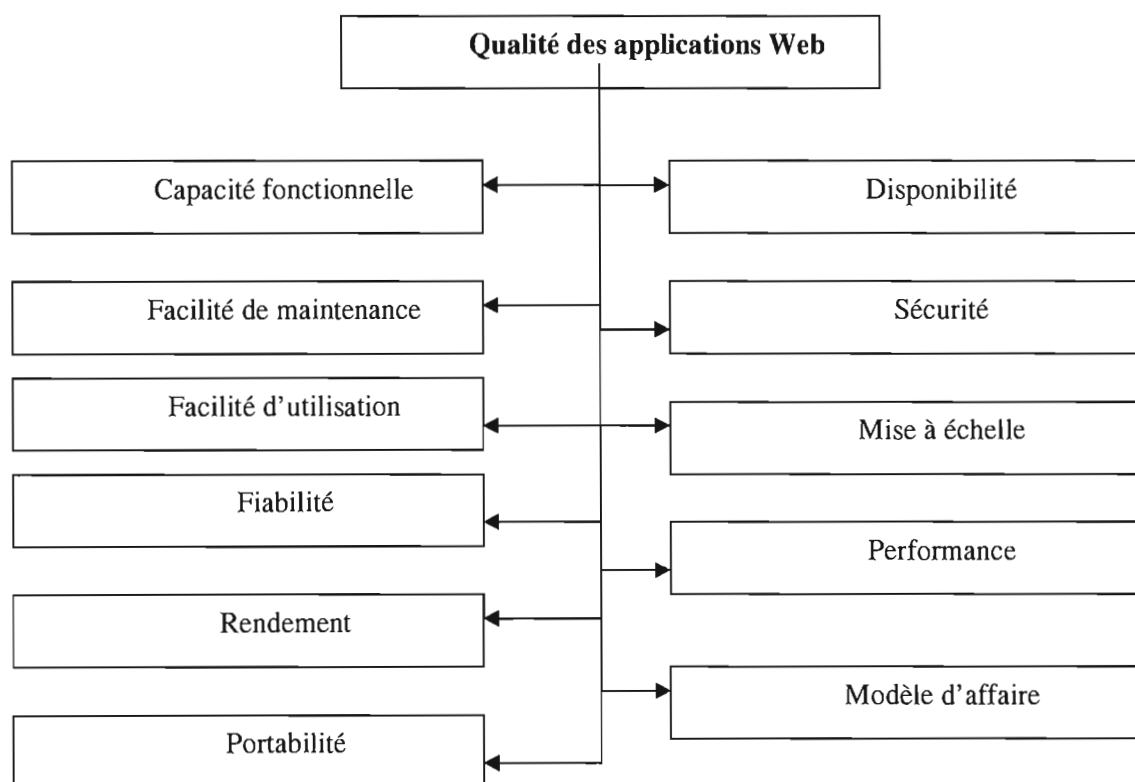 Qualité des applications Web
Capacité fonctionnelle
Disponibilité
Facilité de maintenance
Sécurité
Facilité d'utilisation
Mise à échelle
Fiabilité
Performance
Rendement
Modèle d'affaire
Portabilité